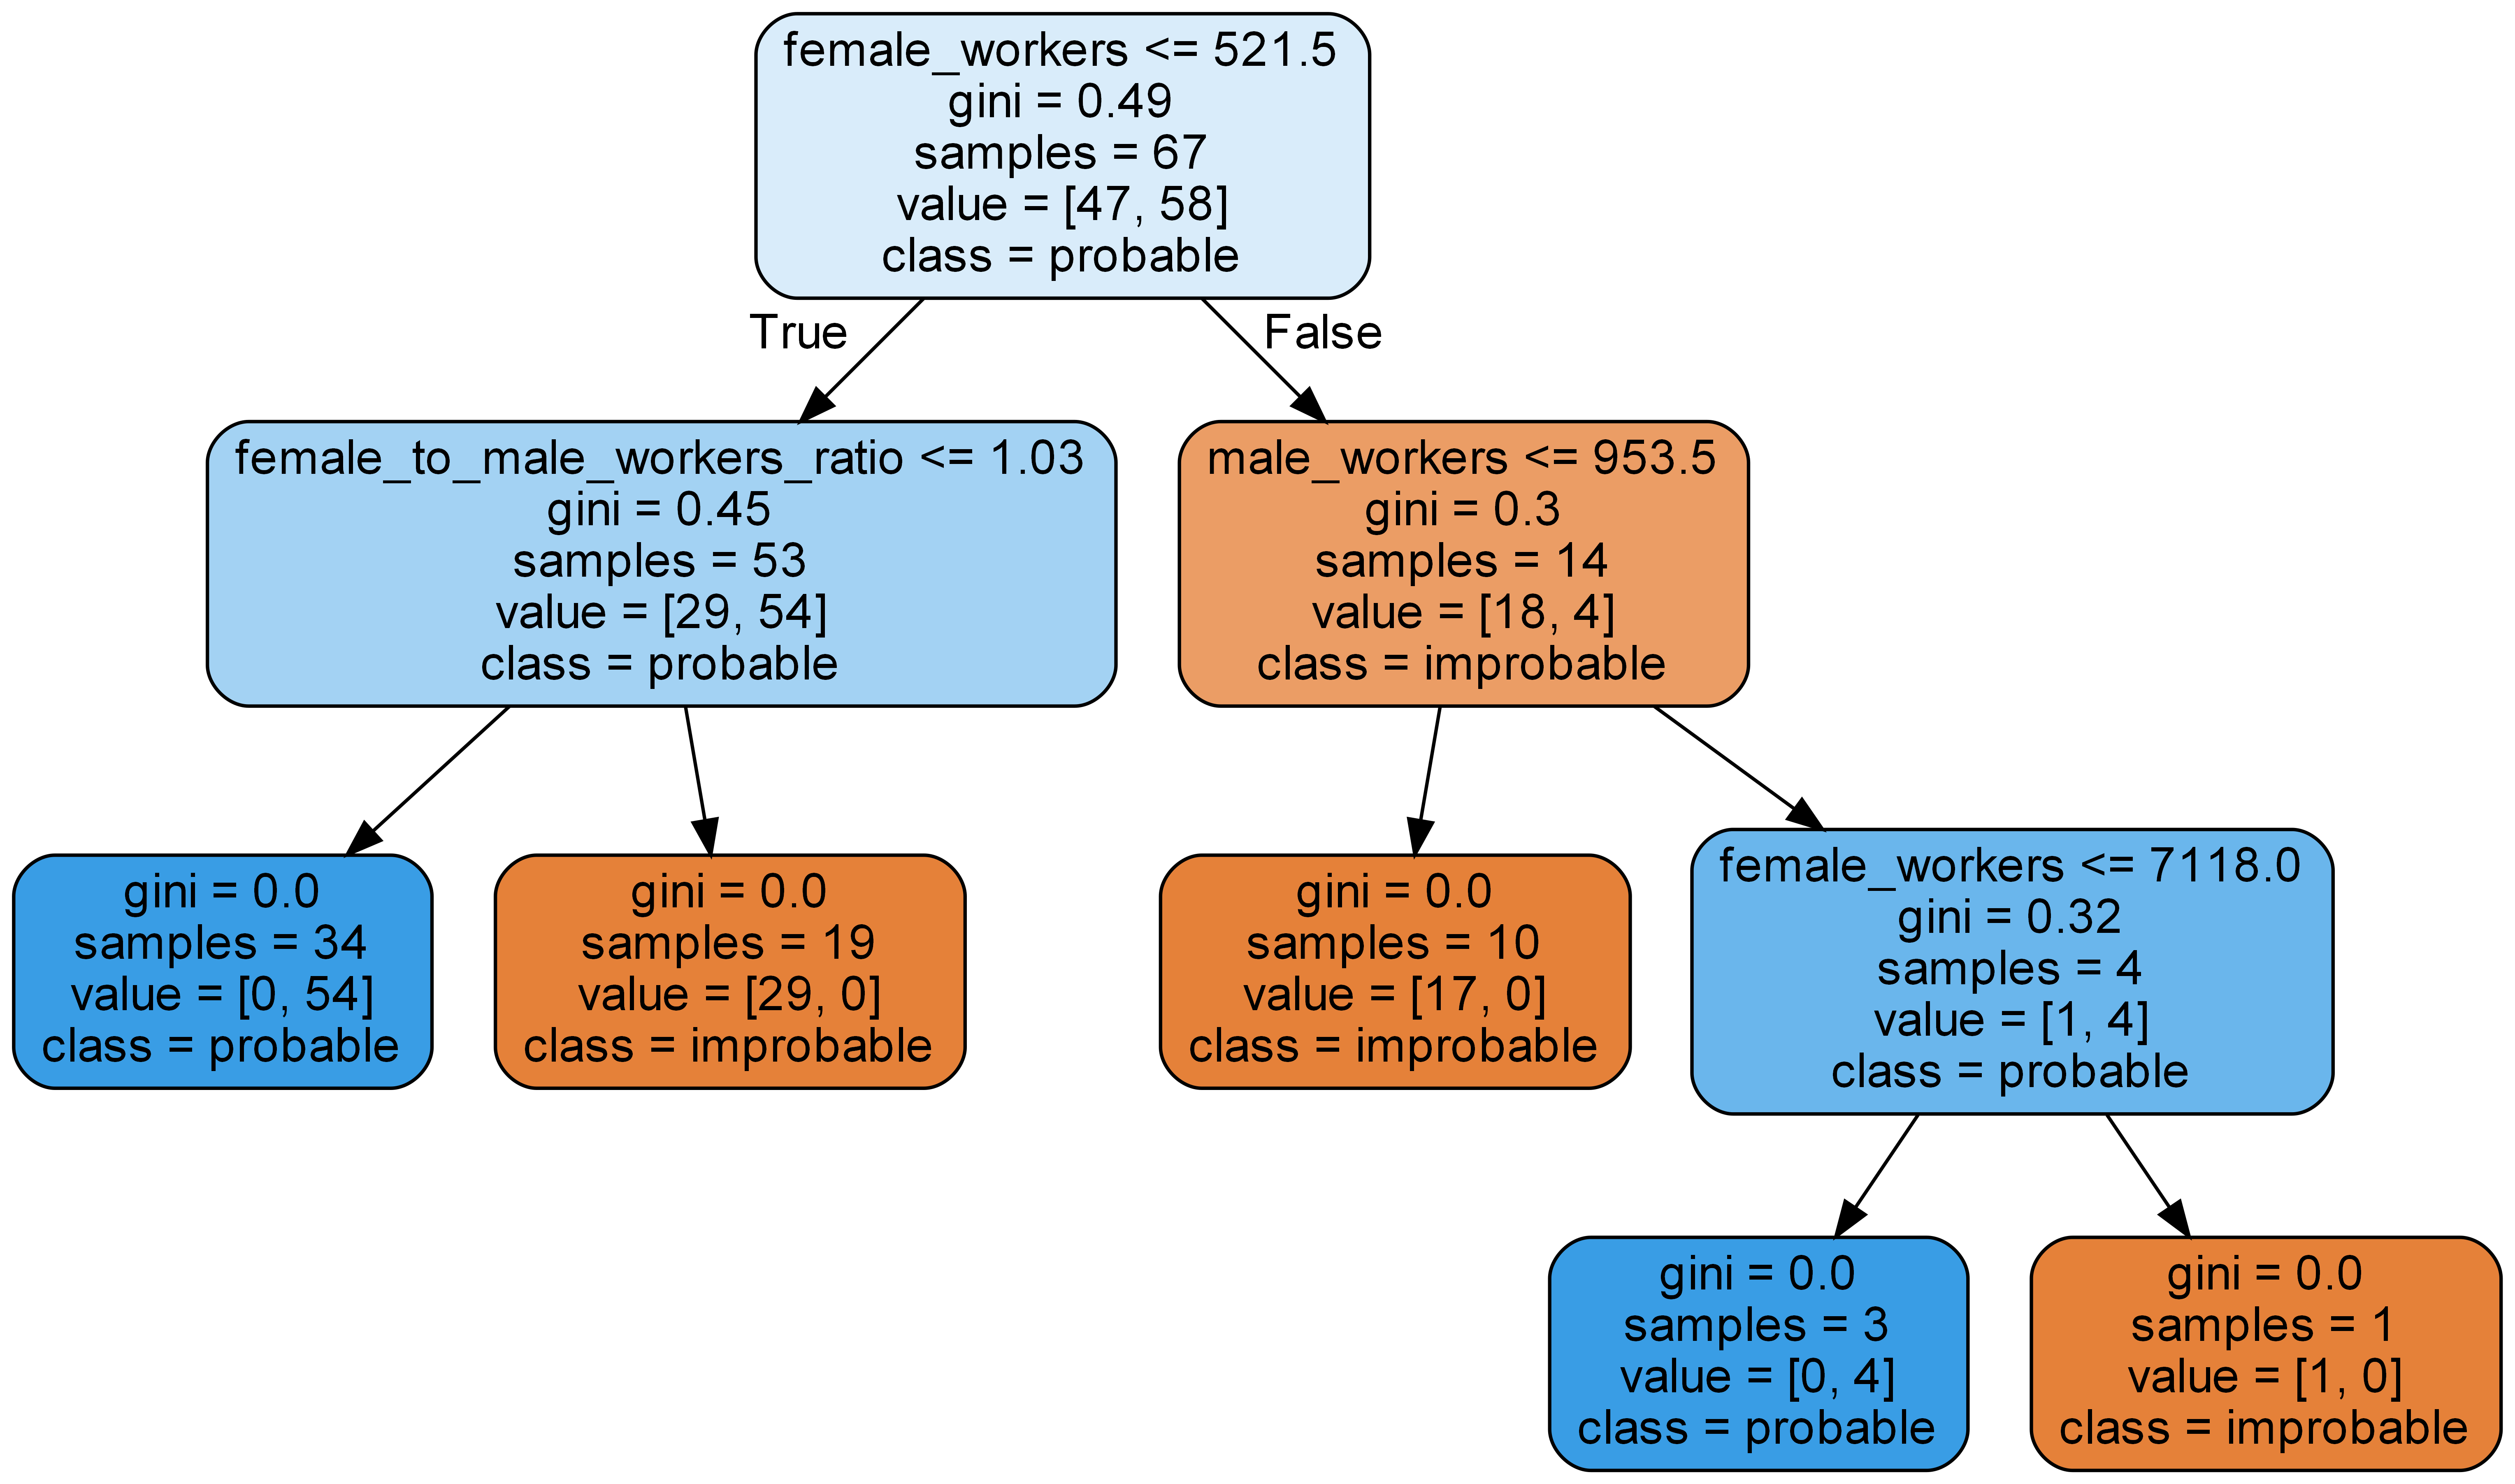 female_workers <= 521.5
gini = 0.49
samples = 67
value = [47, 58]
class = probable
True
False
female_to_male_workers_ratio <= 1.03
gini = 0.45
samples = 53
value = [29, 54]
class = probable
male_workers <= 953.5
gini = 0.3
samples = 14
value = [18, 4]
class = improbable
gini = 0.0
samples = 34
value = [0, 54]
class = probable
gini = 0.0
samples = 19
value = [29, 0]
class = improbable
gini = 0.0
samples = 10
value = [17, 0]
class = improbable
female_workers <= 7118.0
gini = 0.32
samples = 4
value = [1, 4]
class = probable
gini = 0.0
samples = 3
value = [0, 4]
class = probable
gini = 0.0
samples = 1
value = [1, 0]
class = improbable